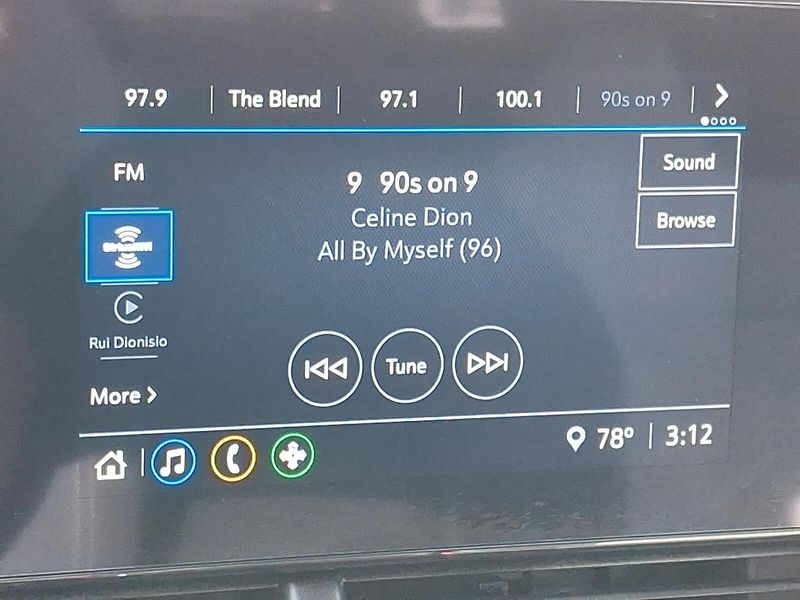 97.9 The Blend 97.1 100.1 90s on 9
FM
9 90s on 9
Sound
Celine Dion
Browse
SiriusXM
All By Myself (96)
Rui Dionisio
Tune
More
78° 3:12